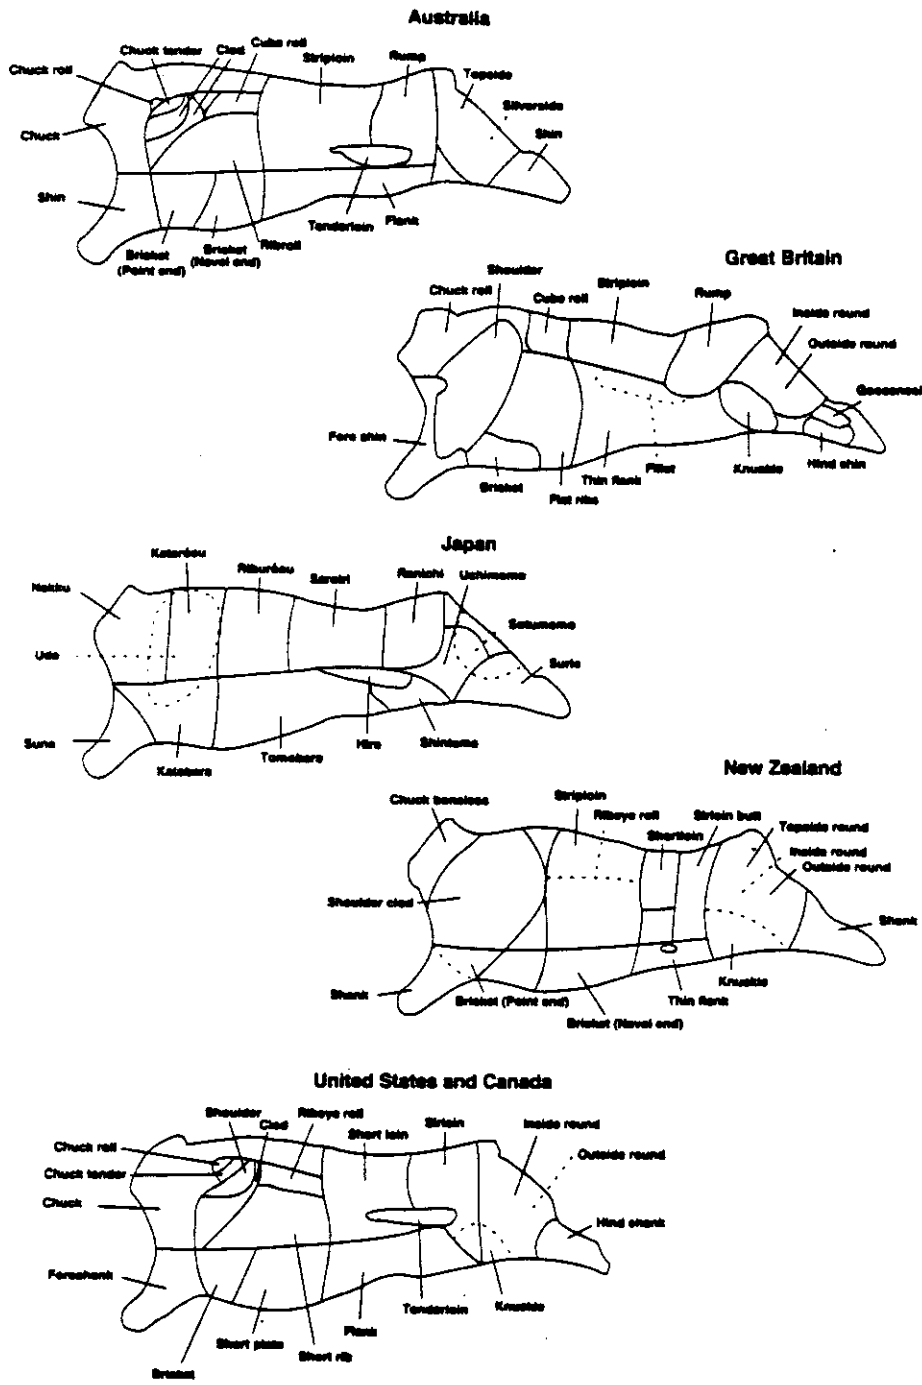 Australia
Chuck tender
Clod
Cube roll
Striploin
Rump
Chuck roll
Topside
Silverside
Chuck
Shin
Shin
Brisket
(Point end)
Brisket
(Navel end)
Ribroll
Tenderloin
Flank
Great Britain
Shoulder
Chuck roll
Cube roll
Striploin
Rump
Inside round
Outside round
Fore shin
Brisket
Flat ribs
Thin flank
Fillet
Knuckle
Hind shin
Japan
Ribur̂osu
Ranichi
Uchimomo
Nekku
Ude
Sune
Katabara
Tomobara
Hire
Shintama
New Zealand
Chuck boneless
Striploin
Ribeye roll
Shortloin
Sirloin butt
Topside round
Inside round
Outside round
Shoulder clod
Shank
Shank
Brisket (Point end)
Brisket (Navel end)
Thin flank
Knuckle
United States and Canada
Shoulder
Clod
Ribeye roll
Short loin
Sirloin
Inside round
Chuck roll
Chuck tender
Outside round
Chuck
Hind shank
Foreshank
Brisket
Short plate
Short rib
Flank
Tenderloin
Knuckle